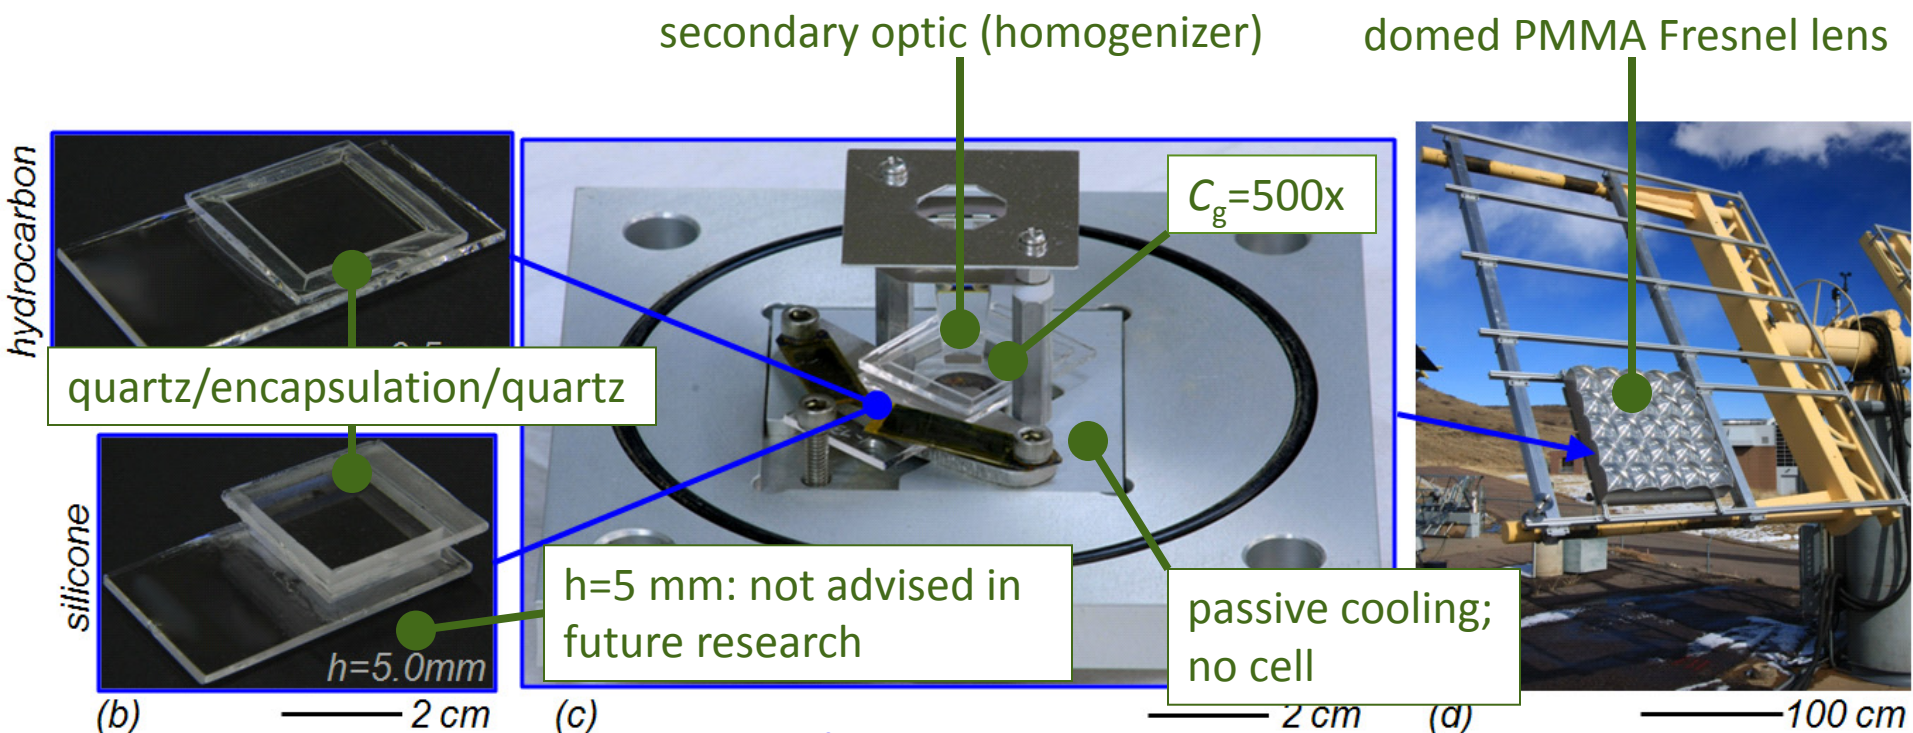 secondary optic (homogenizer)
domed PMMA Fresnel lens
hydrocarbon
C_g=500x
quartz/encapsulation/quartz
silicone
h=5 mm: not advised in
future research
passive cooling;
no cell
h=5.0mm
(b)
2 cm
(c)
2 cm
(d)
100 cm